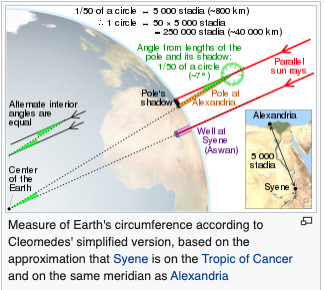 1/50 of a circle ↔ 5 000 stadia (~800 km)
∴ 1 circle ↔ 50 × 5 000 stadia
= 250 000 stadia (~40 000 km)
Angle from lengths of the
pole and its shadow:
1/50 of a circle
(~7°)
Parallel
sun rays
Pole's
shadow
Pole at
Alexandria
Alternate interior
angles are
equal
Well at
Syene
(Aswan)
Center
of the
Earth
Alexandria
5 000
stadia
Syene
Measure of Earth's circumference according to
Cleomedes' simplified version, based on the
approximation that Syene is on the Tropic of Cancer
and on the same meridian as Alexandria